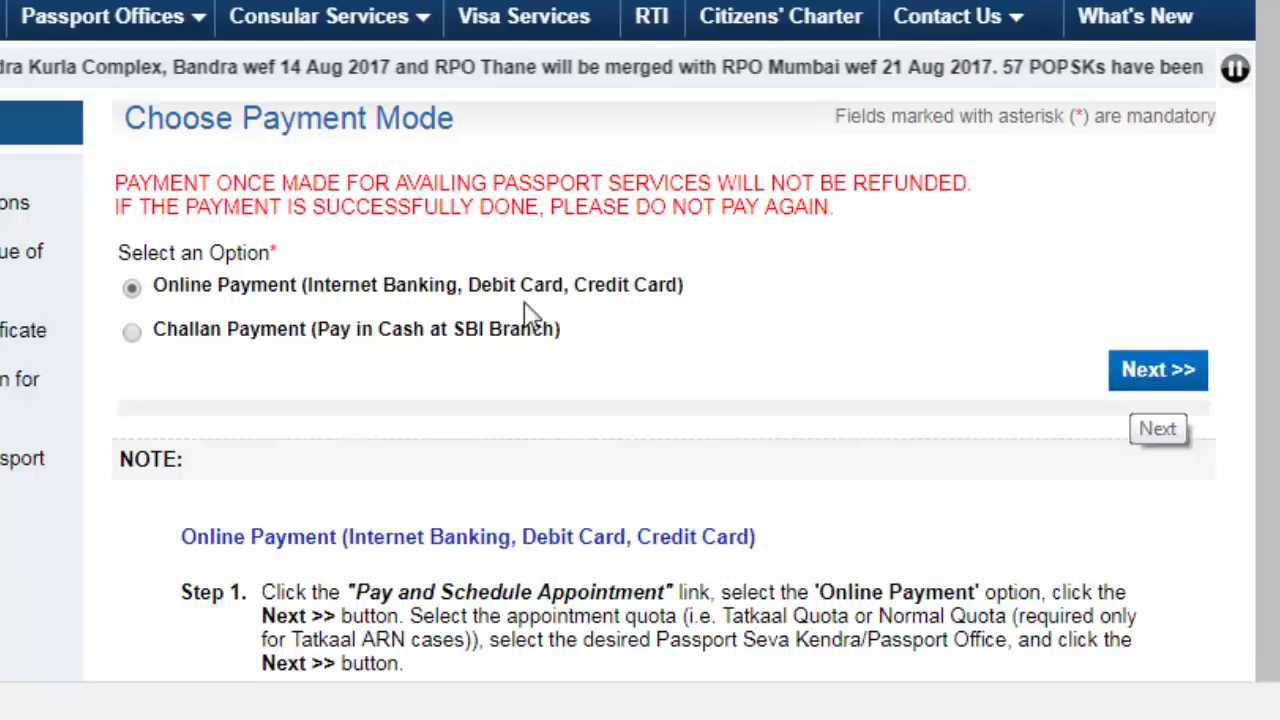 Passport Offices Consular Services Visa Services RTI Citizens' Charter Contact Us What's New
dra Kurla Complex, Bandra wef 14 Aug 2017 and RPO Thane will be merged with RPO Mumbai wef 21 Aug 2017. 57 POPSKs have been
Choose Payment Mode
Fields marked with asterisk (*) are mandatory
PAYMENT ONCE MADE FOR AVAILING PASSPORT SERVICES WILL NOT BE REFUNDED.
IF THE PAYMENT IS SUCCESSFULLY DONE, PLEASE DO NOT PAY AGAIN.
ons
ue of
ficate
n for
sport
Select an Option*
Online Payment (Internet Banking, Debit Card, Credit Card)
Challan Payment (Pay in Cash at SBI Branch)
Next >>
Next
NOTE:
Online Payment (Internet Banking, Debit Card, Credit Card)
Step 1. Click the "Pay and Schedule Appointment" link, select the 'Online Payment' option, click the
Next >> button. Select the appointment quota (i.e. Tatkaal Quota or Normal Quota (required only
for Tatkaal ARN cases)), select the desired Passport Seva Kendra/Passport Office, and click the
Next >> button.